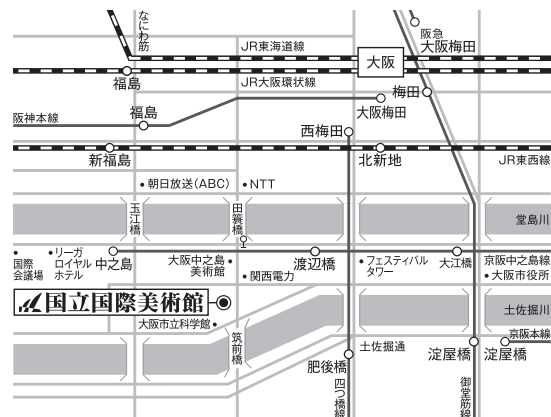 なにわ筋
阪急
大阪梅田
JR東海道線
大阪
JR大阪環状線
福島
梅田
大阪梅田
福島
阪神本線
西梅田
新福島
北新地
JR東西線
朝日放送(ABC)
NTT
玉江橋
田蓑橋
堂島川
国際
会議場
リーガ
ロイヤル
ホテル
中之島
大阪中之島
美術館
渡辺橋
フェスティバル
タワー
大江橋
京阪中之島線
関西電力
大阪市役所
国立国際美術館
大阪市立科学館
土佐堀川
筑前橋
土佐掘通
京阪本線
肥後橋
淀屋橋
淀屋橋
四つ橋線
御堂筋線